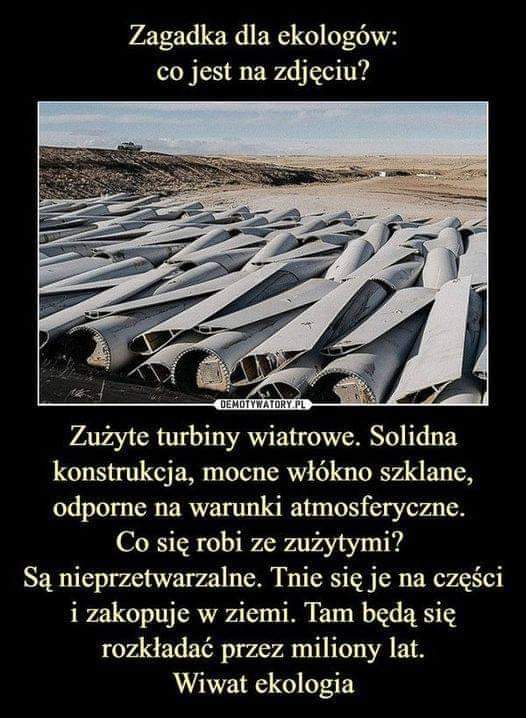 Zagadka dla ekologów:
co jest na zdjęciu?
DEMOTYWATORY.PL
Zużyte turbiny wiatrowe. Solidna
konstrukcja, mocne włókno szklane,
odporne na warunki atmosferyczne.
Co się robi ze zużytymi?
Są nieprzetwarzalne. Tnie się je na części
i zakopuje w ziemi. Tam będą się
rozkładać przez miliony lat.
Wiwat ekologia